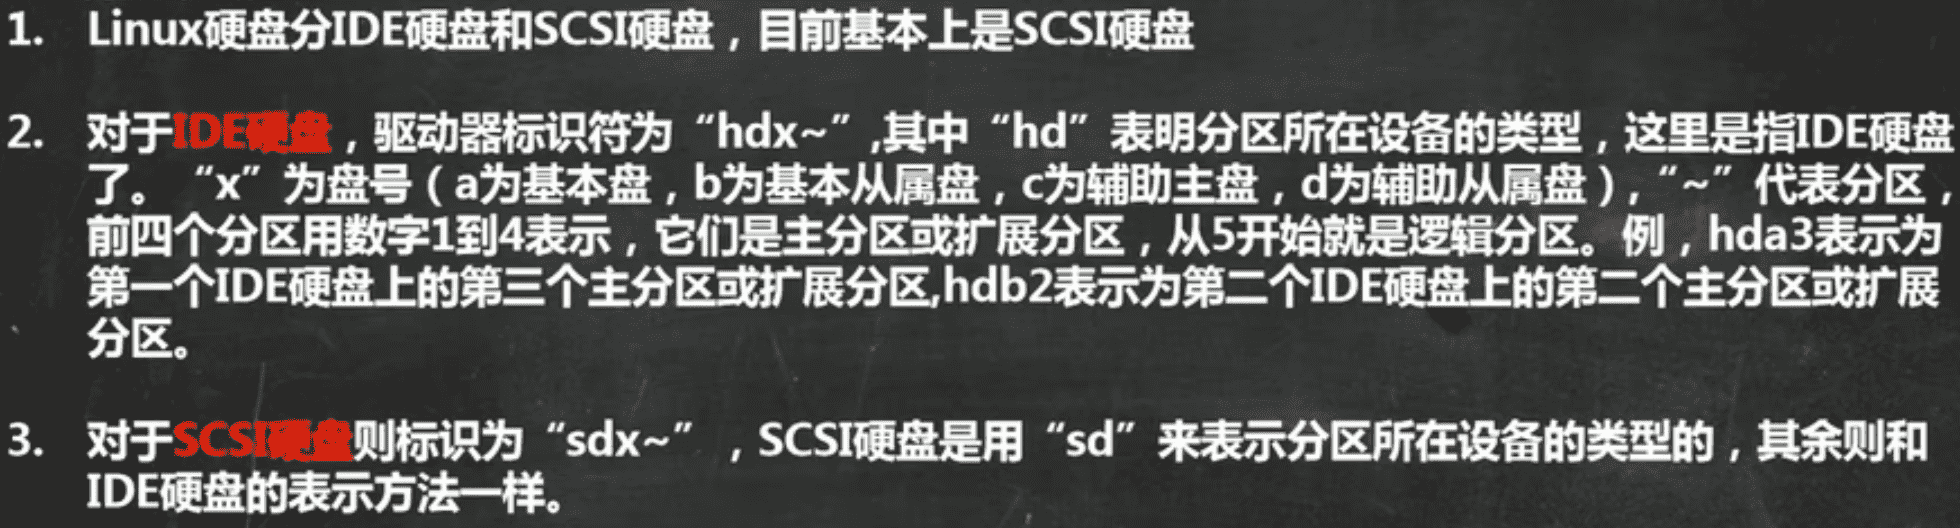 1. Linux硬盘分IDE硬盘和SCSI硬盘，目前基本上是SCSI硬盘
2. 对于IDE硬盘，驱动器标识符为“hdx~”,其中“hd”表明分区所在设备的类型，这里是指IDE硬盘
了。“x”为盘号（a为基本盘，b为基本从属盘，c为辅助主盘，d为辅助从属盘），“~”代表分区，
前四个分区用数字1到4表示，它们是主分区或扩展分区，从5开始就是逻辑分区。例，hda3表示为
第一个IDE硬盘上的第三个主分区或扩展分区,hdb2表示为第二个IDE硬盘上的第二个主分区或扩展
分区。
3. 对于SCSI硬盘则标识为“sdx~”，SCSI硬盘是用“sd”来表示分区所在设备的类型的，其余则和
IDE硬盘的表示方法一样。